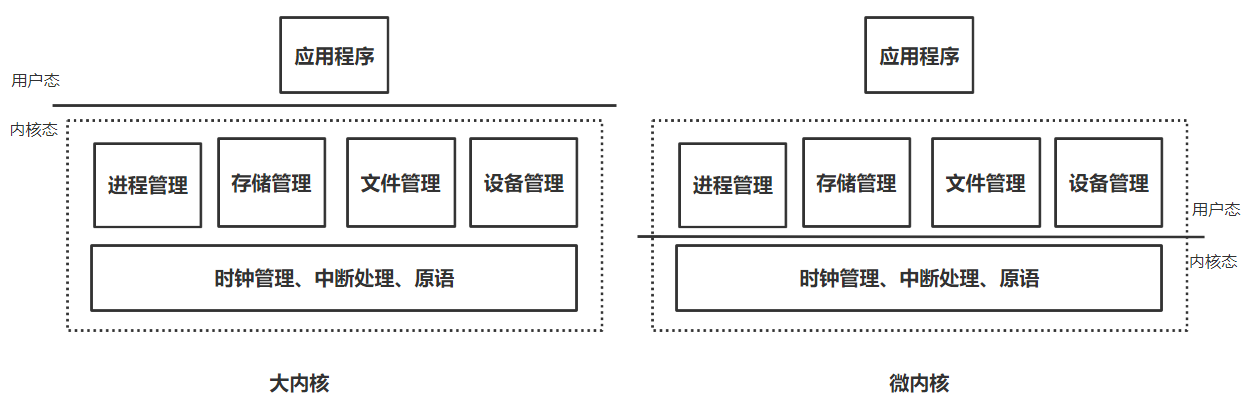 应用程序
用户态
内核态
进程管理
存储管理
文件管理
设备管理
时钟管理、中断处理、原语
大内核
应用程序
进程管理
存储管理
文件管理
设备管理
用户态
内核态
时钟管理、中断处理、原语
微内核